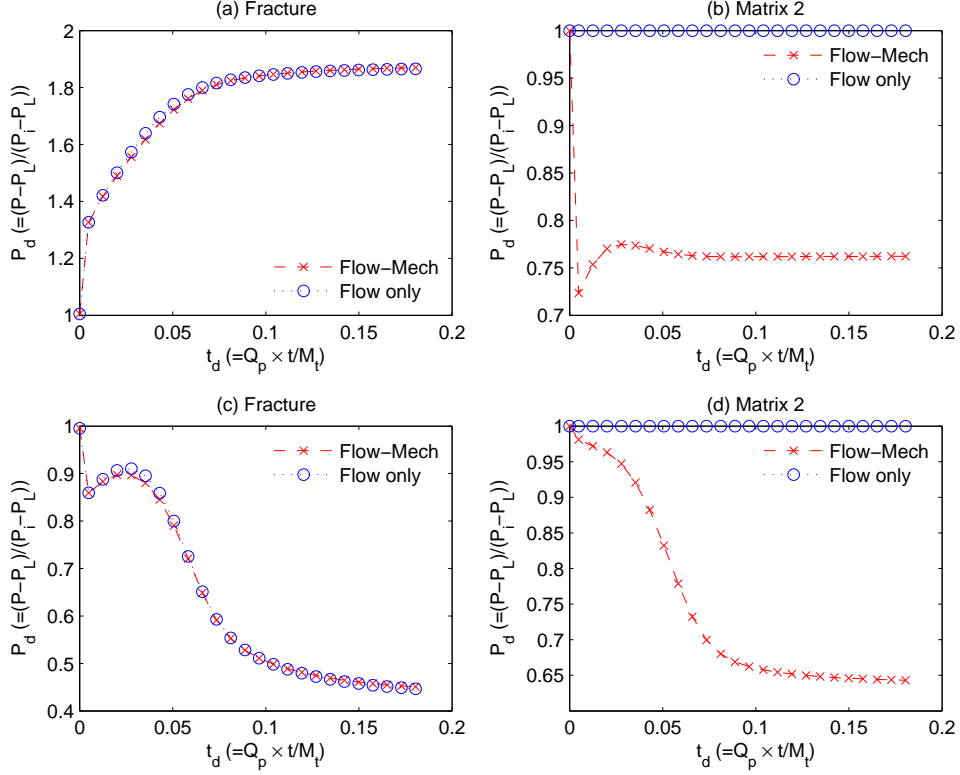 (a) Fracture
P_d (=(P−P_L)/(P_i−P_L))
2
1.8
1.6
1.4
1.2
1
Flow−Mech
Flow only
0 0.05 0.1 0.15 0.2
t_d (=Q_p × t/M_t)
(b) Matrix 2
P_d (=(P−P_L)/(P_i−P_L))
1
0.95
0.9
0.85
0.8
0.75
0.7
Flow−Mech
Flow only
0 0.05 0.1 0.15 0.2
t_d (=Q_p × t/M_t)
(c) Fracture
P_d (=(P−P_L)/(P_i−P_L))
1
0.9
0.8
0.7
0.6
0.5
0.4
Flow−Mech
Flow only
0 0.05 0.1 0.15 0.2
t_d (=Q_p × t/M_t)
(d) Matrix 2
P_d (=(P−P_L)/(P_i−P_L))
1
0.95
0.9
0.85
0.8
0.75
0.7
0.65
Flow−Mech
Flow only
0 0.05 0.1 0.15 0.2
t_d (=Q_p × t/M_t)